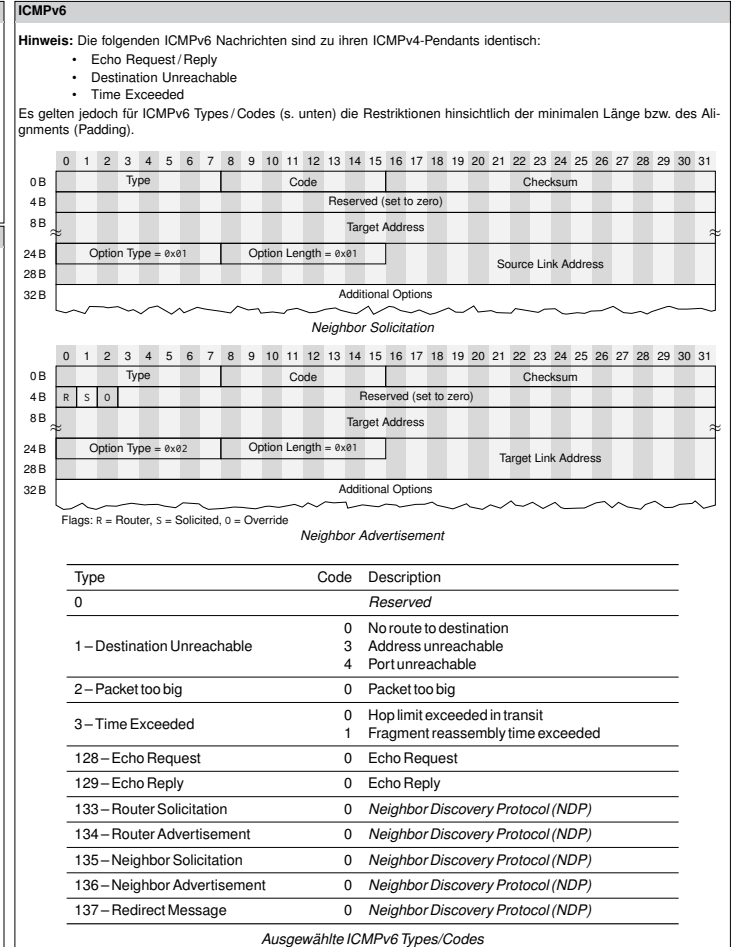 ICMPv6
Hinweis: Die folgenden ICMPv6 Nachrichten sind zu ihren ICMPv4-Pendants identisch:
• Echo Request / Reply
• Destination Unreachable
• Time Exceeded
Es gelten jedoch für ICMPv6 Types / Codes (s. unten) die Restriktionen hinsichtlich der minimalen Länge bzw. des Ali-
gnments (Padding).
0 1 2 3 4 5 6 7 8 9 10 11 12 13 14 15 16 17 18 19 20 21 22 23 24 25 26 27 28 29 30 31
0 B Type Code Checksum
4 B Reserved (set to zero)
8 B Target Address
≈ ≈
24 B Option Type = 0x01 Option Length = 0x01 Source Link Address
28 B
32 B Additional Options
Neighbor Solicitation
0 1 2 3 4 5 6 7 8 9 10 11 12 13 14 15 16 17 18 19 20 21 22 23 24 25 26 27 28 29 30 31
0 B Type Code Checksum
4 B R S O Reserved (set to zero)
8 B Target Address
≈ ≈
24 B Option Type = 0x02 Option Length = 0x01 Target Link Address
28 B
32 B Additional Options
Flags: R = Router, S = Solicited, O = Override
Neighbor Advertisement
Type Code Description
0 Reserved
1 – Destination Unreachable 0 No route to destination
3 Address unreachable
4 Port unreachable
2 – Packet too big 0 Packet too big
3 – Time Exceeded 0 Hop limit exceeded in transit
1 Fragment reassembly time exceeded
128 – Echo Request 0 Echo Request
129 – Echo Reply 0 Echo Reply
133 – Router Solicitation 0 Neighbor Discovery Protocol (NDP)
134 – Router Advertisement 0 Neighbor Discovery Protocol (NDP)
135 – Neighbor Solicitation 0 Neighbor Discovery Protocol (NDP)
136 – Neighbor Advertisement 0 Neighbor Discovery Protocol (NDP)
137 – Redirect Message 0 Neighbor Discovery Protocol (NDP)
Ausgewählte ICMPv6 Types/Codes